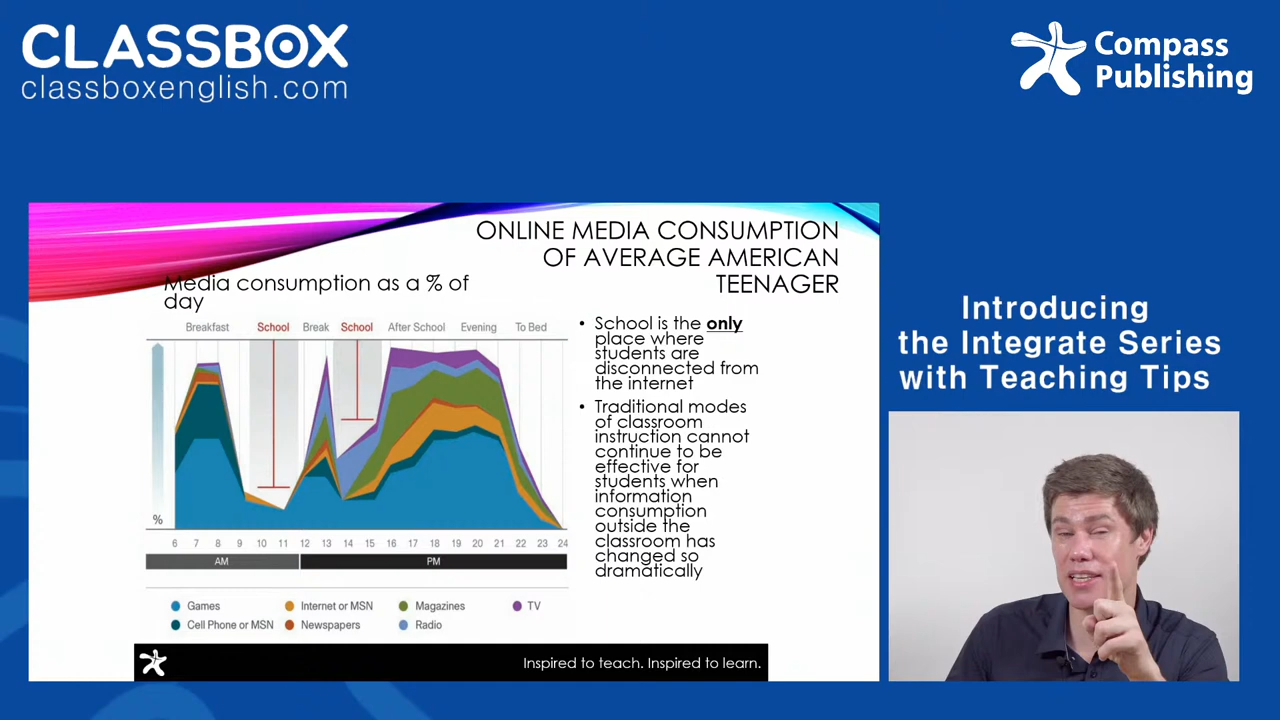 CLASSBOX
classboxenglish.com
Compass
Publishing
ONLINE MEDIA CONSUMPTION
OF AVERAGE AMERICAN
TEENAGER
Media consumption as a % of
day
Breakfast School Break School After School Evening To Bed
%
6 7 8 9 10 11 12 13 14 15 16 17 18 19 20 21 22 23 24
AM PM
Games Internet or MSN Magazines TV
Cell Phone or MSN Newspapers Radio
• School is the only
place where
students are
disconnected from
the internet
• Traditional modes
of classroom
instruction cannot
continue to be
effective for
students when
information
consumption
outside the
classroom has
changed so
dramatically
Inspired to teach. Inspired to learn.
Introducing
the Integrate Series
with Teaching Tips